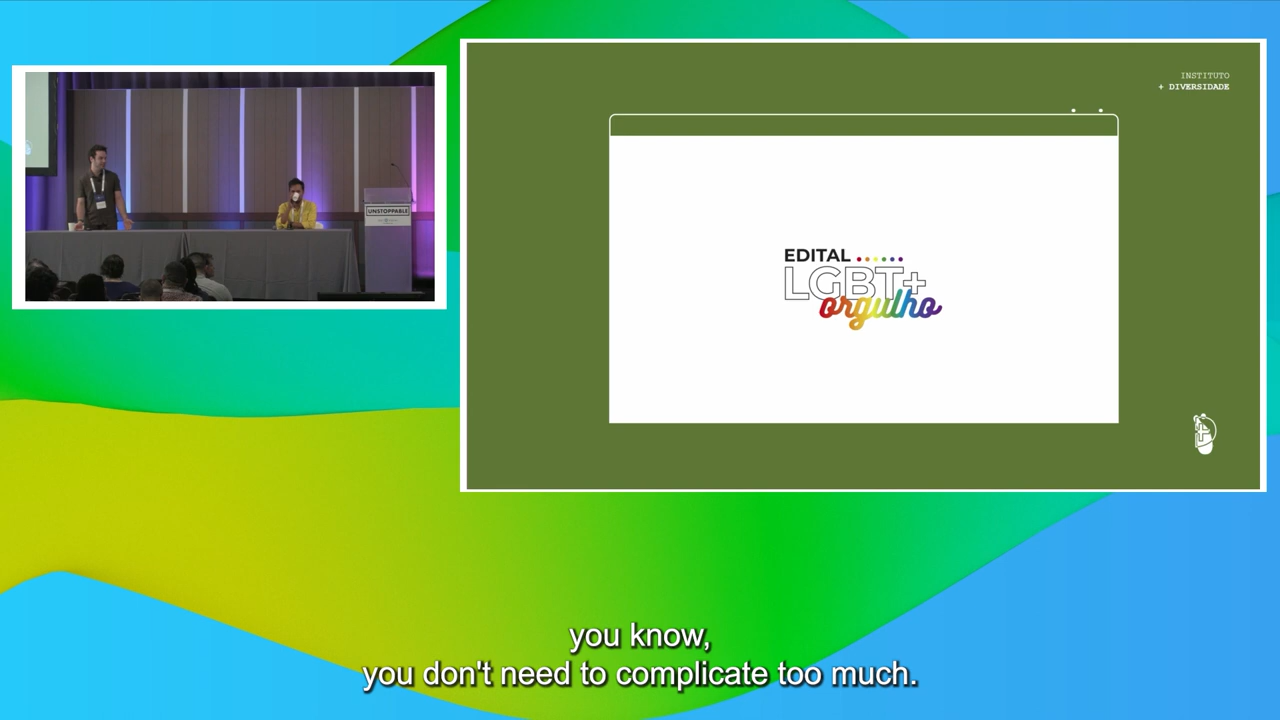 INSTITUTO
+ DIVERSIDADE
UNSTOPPABLE
EDITAL
LGBT+
orgulho
you know,
you don't need to complicate too much.